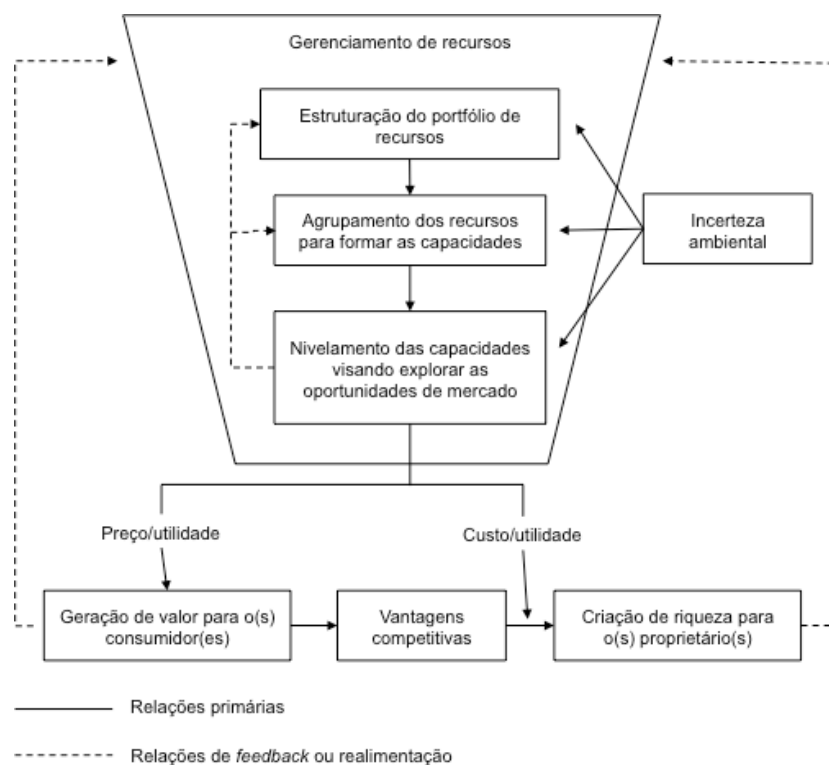 Gerenciamento de recursos
Estruturação do portfólio de
recursos
Agrupamento dos recursos
para formar as capacidades
Incerteza
ambiental
Nivelamento das capacidades
visando explorar as
oportunidades de mercado
Preço/utilidade
Custo/utilidade
Geração de valor para o(s)
consumidor(es)
Vantagens
competitivas
Criação de riqueza para
o(s) proprietário(s)
Relações primárias
Relações de feedback ou realimentação